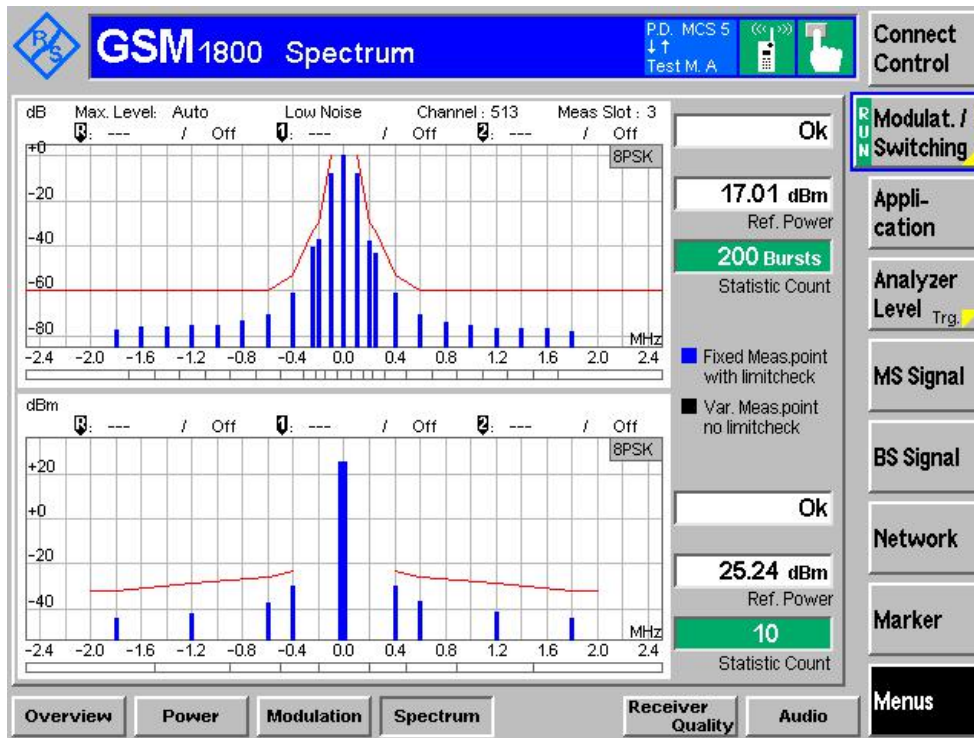 R&S
GSM 1800 Spectrum
P.D. MCS 5
↓↑
Test M. A
Connect Control
dB Max. Level: Auto Low Noise Channel : 513 Meas Slot : 3
R: --- / Off 1: --- / Off 2: --- / Off
8PSK
+0
-20
-40
-60
-80
MHz
-2.4 -2.0 -1.6 -1.2 -0.8 -0.4 0.0 0.4 0.8 1.2 1.6 2.0 2.4
Ok
17.01 dBm
Ref. Power
200 Bursts
Statistic Count
Fixed Meas.point
with limitcheck
Var. Meas.point
no limitcheck
dBm
R: --- / Off 1: --- / Off 2: --- / Off
8PSK
+20
+0
-20
-40
MHz
-2.4 -2.0 -1.6 -1.2 -0.8 -0.4 0.0 0.4 0.8 1.2 1.6 2.0 2.4
Ok
25.24 dBm
Ref. Power
10
Statistic Count
RUN
Modulat. /
Switching
Appli-
cation
Analyzer
Level Trg.
MS Signal
BS Signal
Network
Marker
Menus
Overview Power Modulation Spectrum Receiver Quality Audio